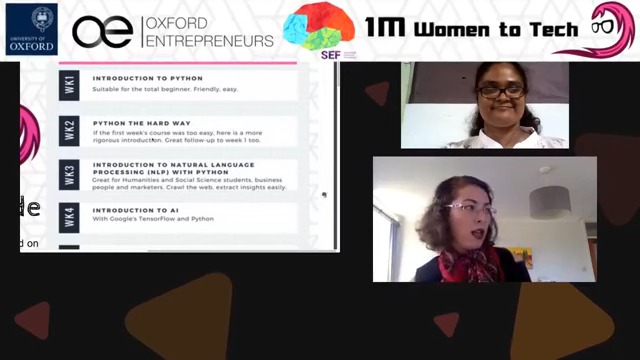 UNIVERSITY OF
OXFORD
oe OXFORD
ENTREPRENEURS
SEF
1M Women to Tech
WK1
INTRODUCTION TO PYTHON
Suitable for the total beginner. Friendly, easy.
WK2
PYTHON THE HARD WAY
If the first week's course was too easy, here is a more
rigorous introduction. Great follow-up to week 1 too.
WK3
INTRODUCTION TO NATURAL LANGUAGE
PROCESSING (NLP) WITH PYTHON
Great for Humanities and Social Science students, business
people and marketers. Crawl the web, extract insights easily.
WK4
INTRODUCTION TO AI
With Google's TensorFlow and Python
d on